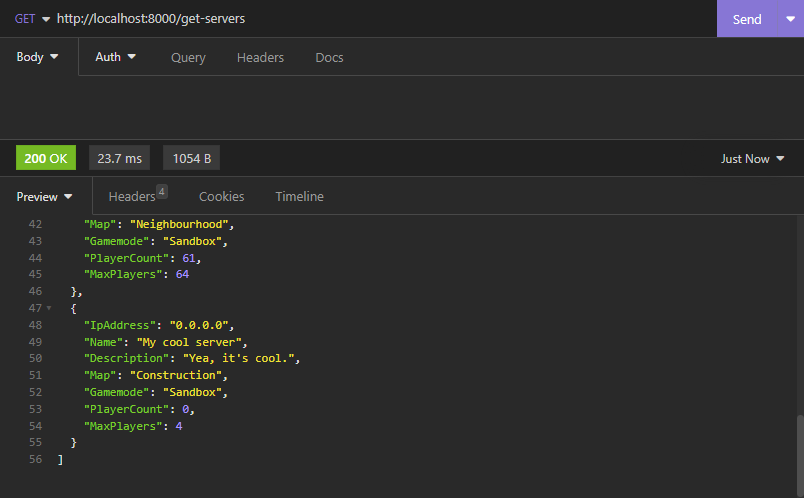 GET http://localhost:8000/get-servers Send
Body Auth Query Headers Docs
200 OK 23.7 ms 1054 B Just Now
Preview Headers 4 Cookies Timeline
42 "Map": "Neighbourhood",
43 "Gamemode": "Sandbox",
44 "PlayerCount": 61,
45 "MaxPlayers": 64
46 },
47 {
48 "IpAddress": "0.0.0.0",
49 "Name": "My cool server",
50 "Description": "Yea, it's cool.",
51 "Map": "Construction",
52 "Gamemode": "Sandbox",
53 "PlayerCount": 0,
54 "MaxPlayers": 4
55 }
56 ]